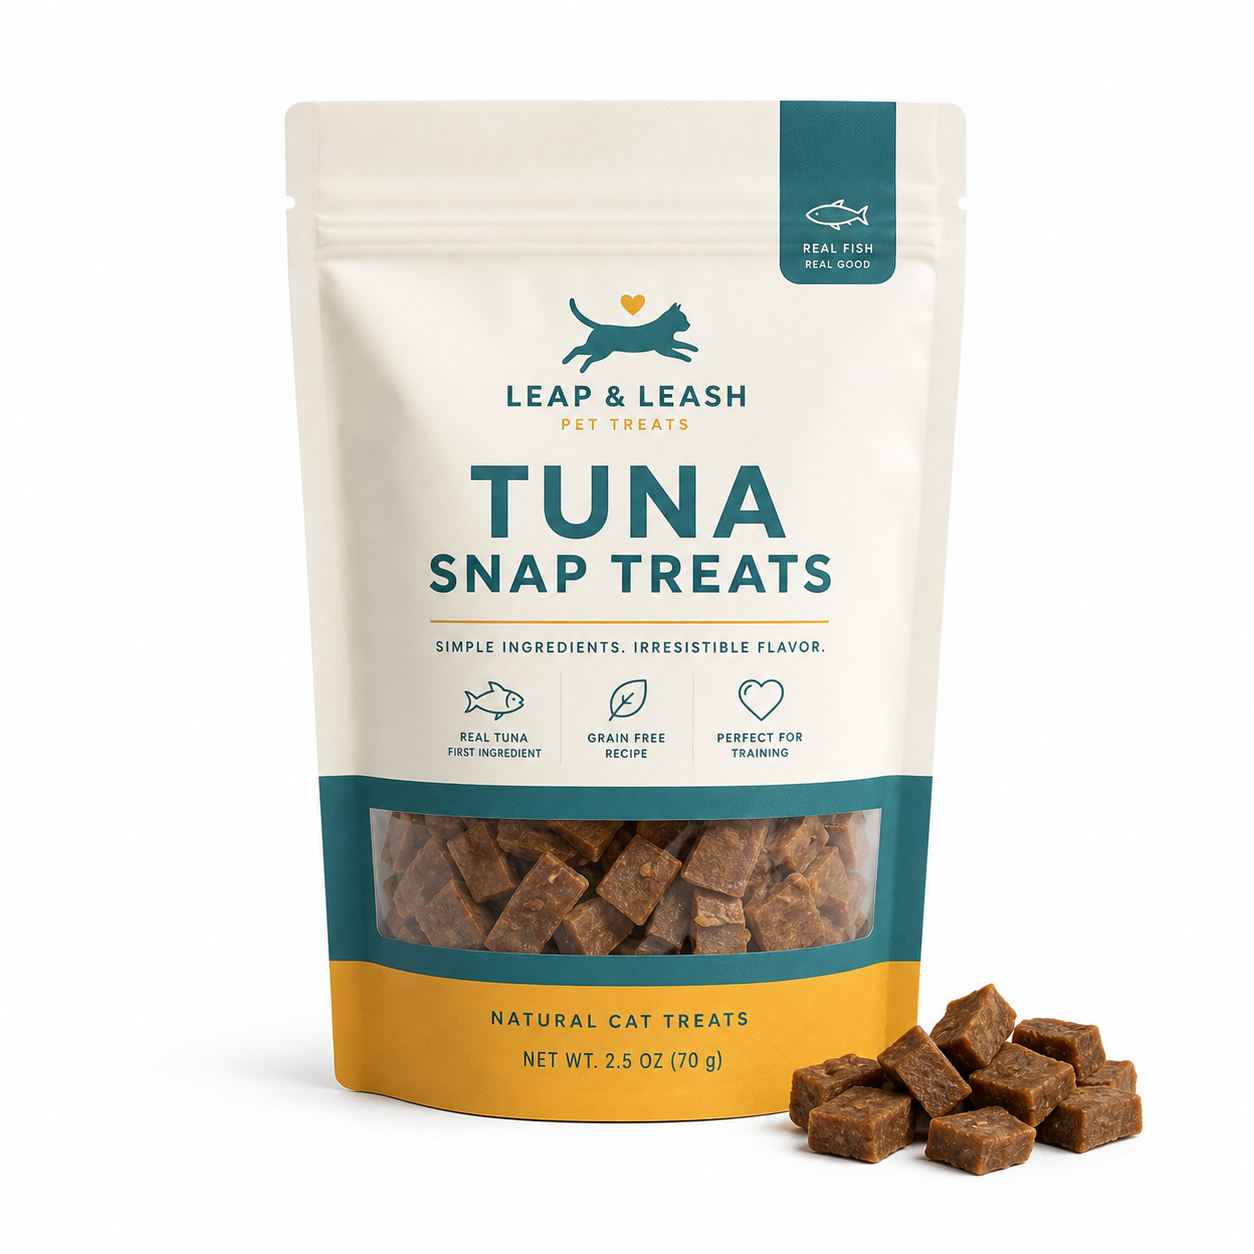 REAL FISH
REAL GOOD
LEAP & LEASH
PET TREATS
TUNA
SNAP TREATS
SIMPLE INGREDIENTS. IRRESISTIBLE FLAVOR.
REAL TUNA
FIRST INGREDIENT
GRAIN FREE
RECIPE
PERFECT FOR
TRAINING
NATURAL CAT TREATS
NET WT. 2.5 OZ (70 g)